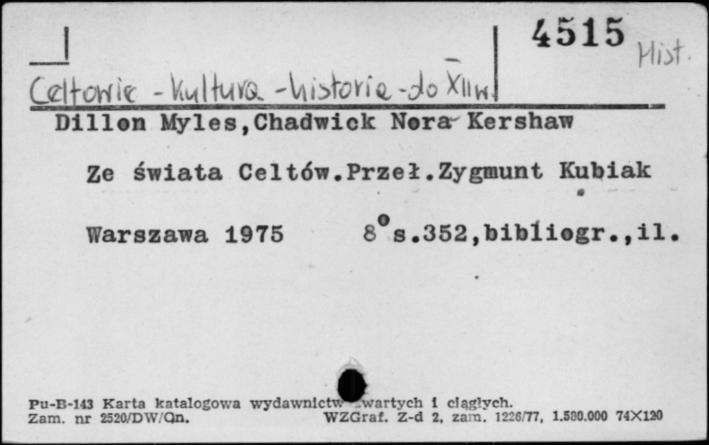 4515
Hist.
Celtowie - kultura - historia - do XII w.
Dillon Myles,Chadwick Nora Kershaw
Ze świata Celtów.Przeł.Zygmunt Kubiak
Warszawa 1975 8° s.352,bibliogr.,il.
Pu-B-143 Karta katalogowa wydawnictw zwartych i ciągłych.
Zam. nr 2520/DW/Qn. WZGraf. Z-d 2, zam. 1226/77, 1.580.000 74X120